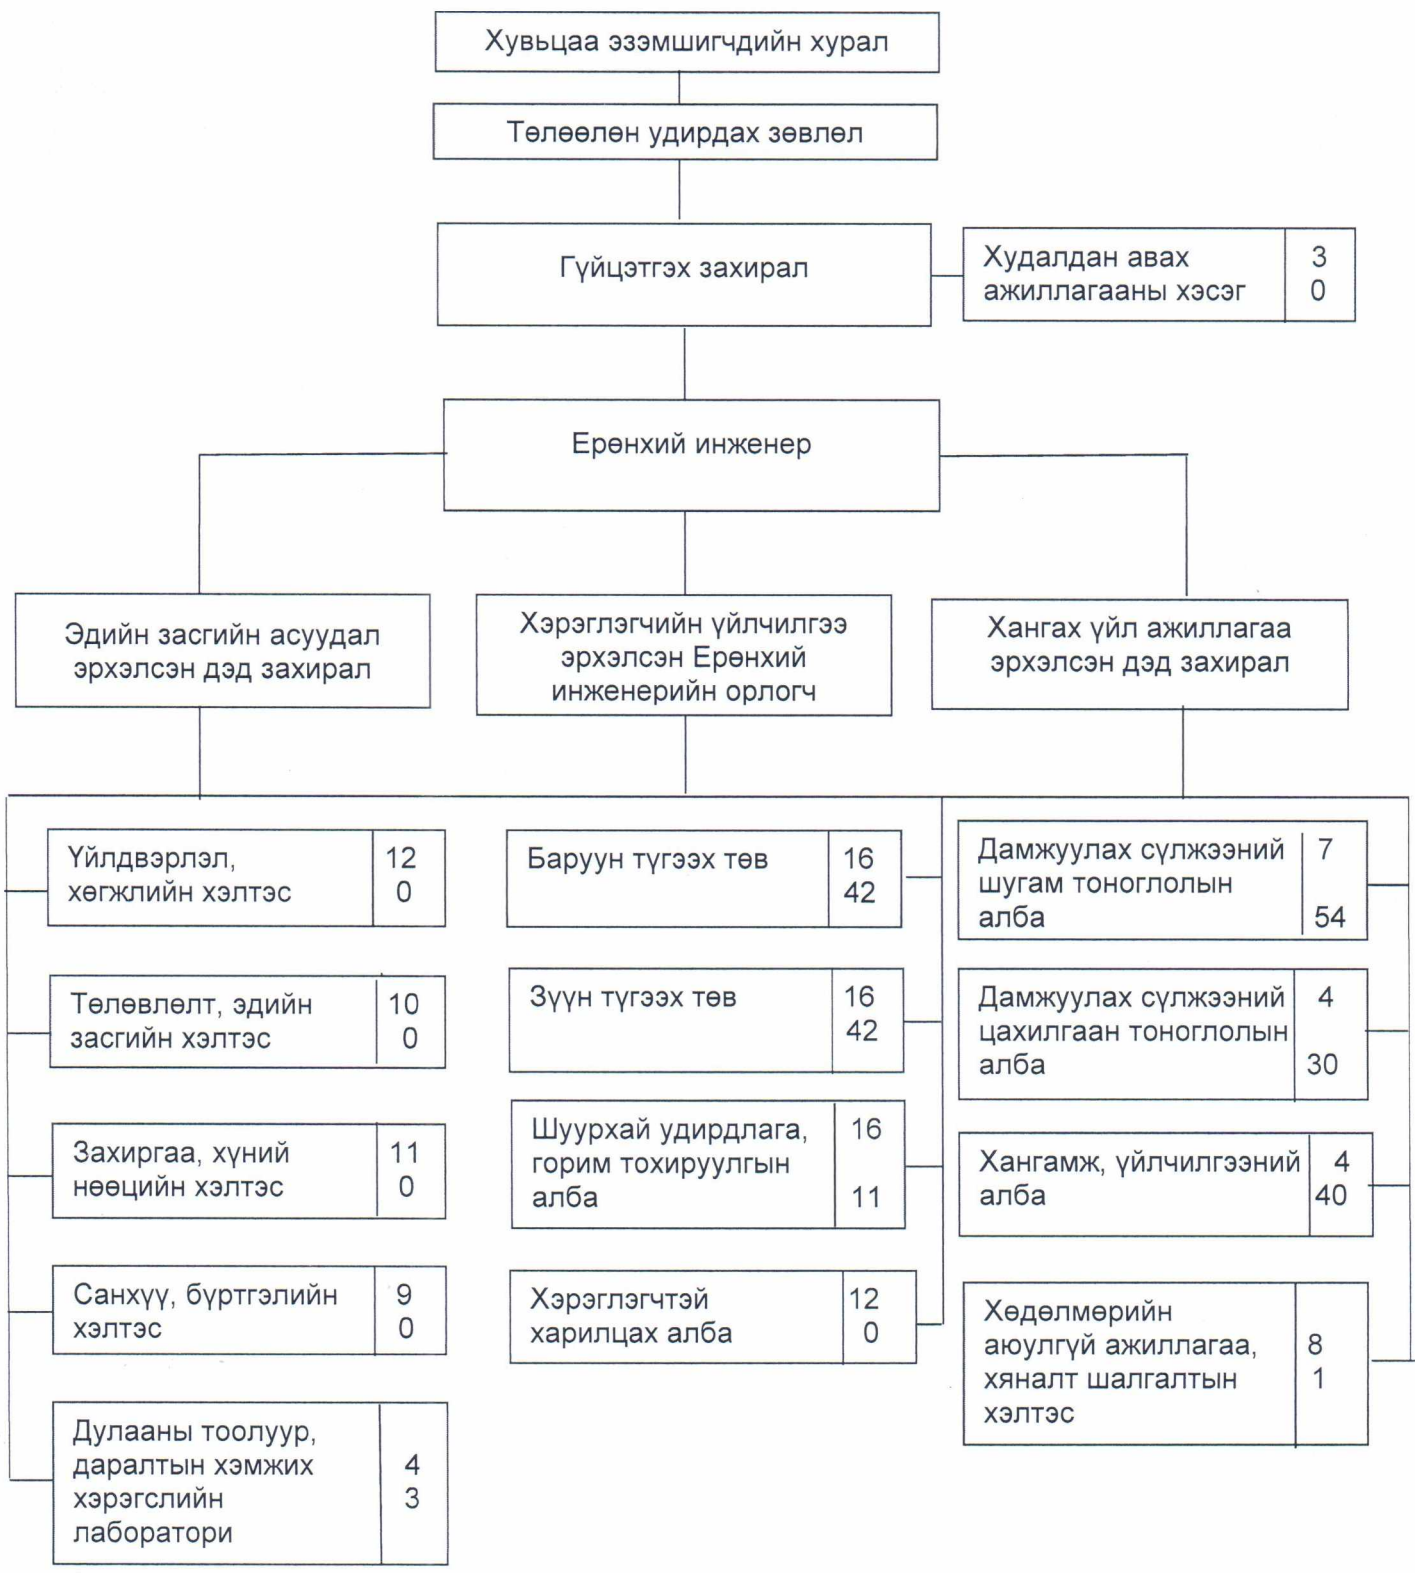 Хувьцаа эзэмшигчдийн хурал
Төлөөлөн удирдах зөвлөл
Гүйцэтгэх захирал
Худалдан авах 3
ажиллагааны хэсэг 0
Ерөнхий инженер
Эдийн засгийн асуудал
эрхэлсэн дэд захирал
Хэрэглэгчийн үйлчилгээ
эрхэлсэн Ерөнхий
инженерийн орлогч
Хангах үйл ажиллагаа
эрхэлсэн дэд захирал
Үйлдвэрлэл, 12
хөгжлийн хэлтэс 0
Төлөвлөлт, эдийн 10
засгийн хэлтэс 0
Захиргаа, хүний 11
нөөцийн хэлтэс 0
Санхүү, бүртгэлийн 9
хэлтэс 0
Дулааны тоолуур,
даралтын хэмжих 4
хэрэгслийн 3
лаборатори
Баруун түгээх төв 16
42
Зүүн түгээх төв 16
42
Шуурхай удирдлага, 16
горим тохируулгын
алба 11
Хэрэглэгчтэй 12
харилцах алба 0
Дамжуулах сүлжээний 7
шугам тоноглолын
алба 54
Дамжуулах сүлжээний 4
цахилгаан тоноглолын
алба 30
Хангамж, үйлчилгээний 4
алба 40
Хөдөлмөрийн
аюулгүй ажиллагаа, 8
хяналт шалгалтын 1
хэлтэс